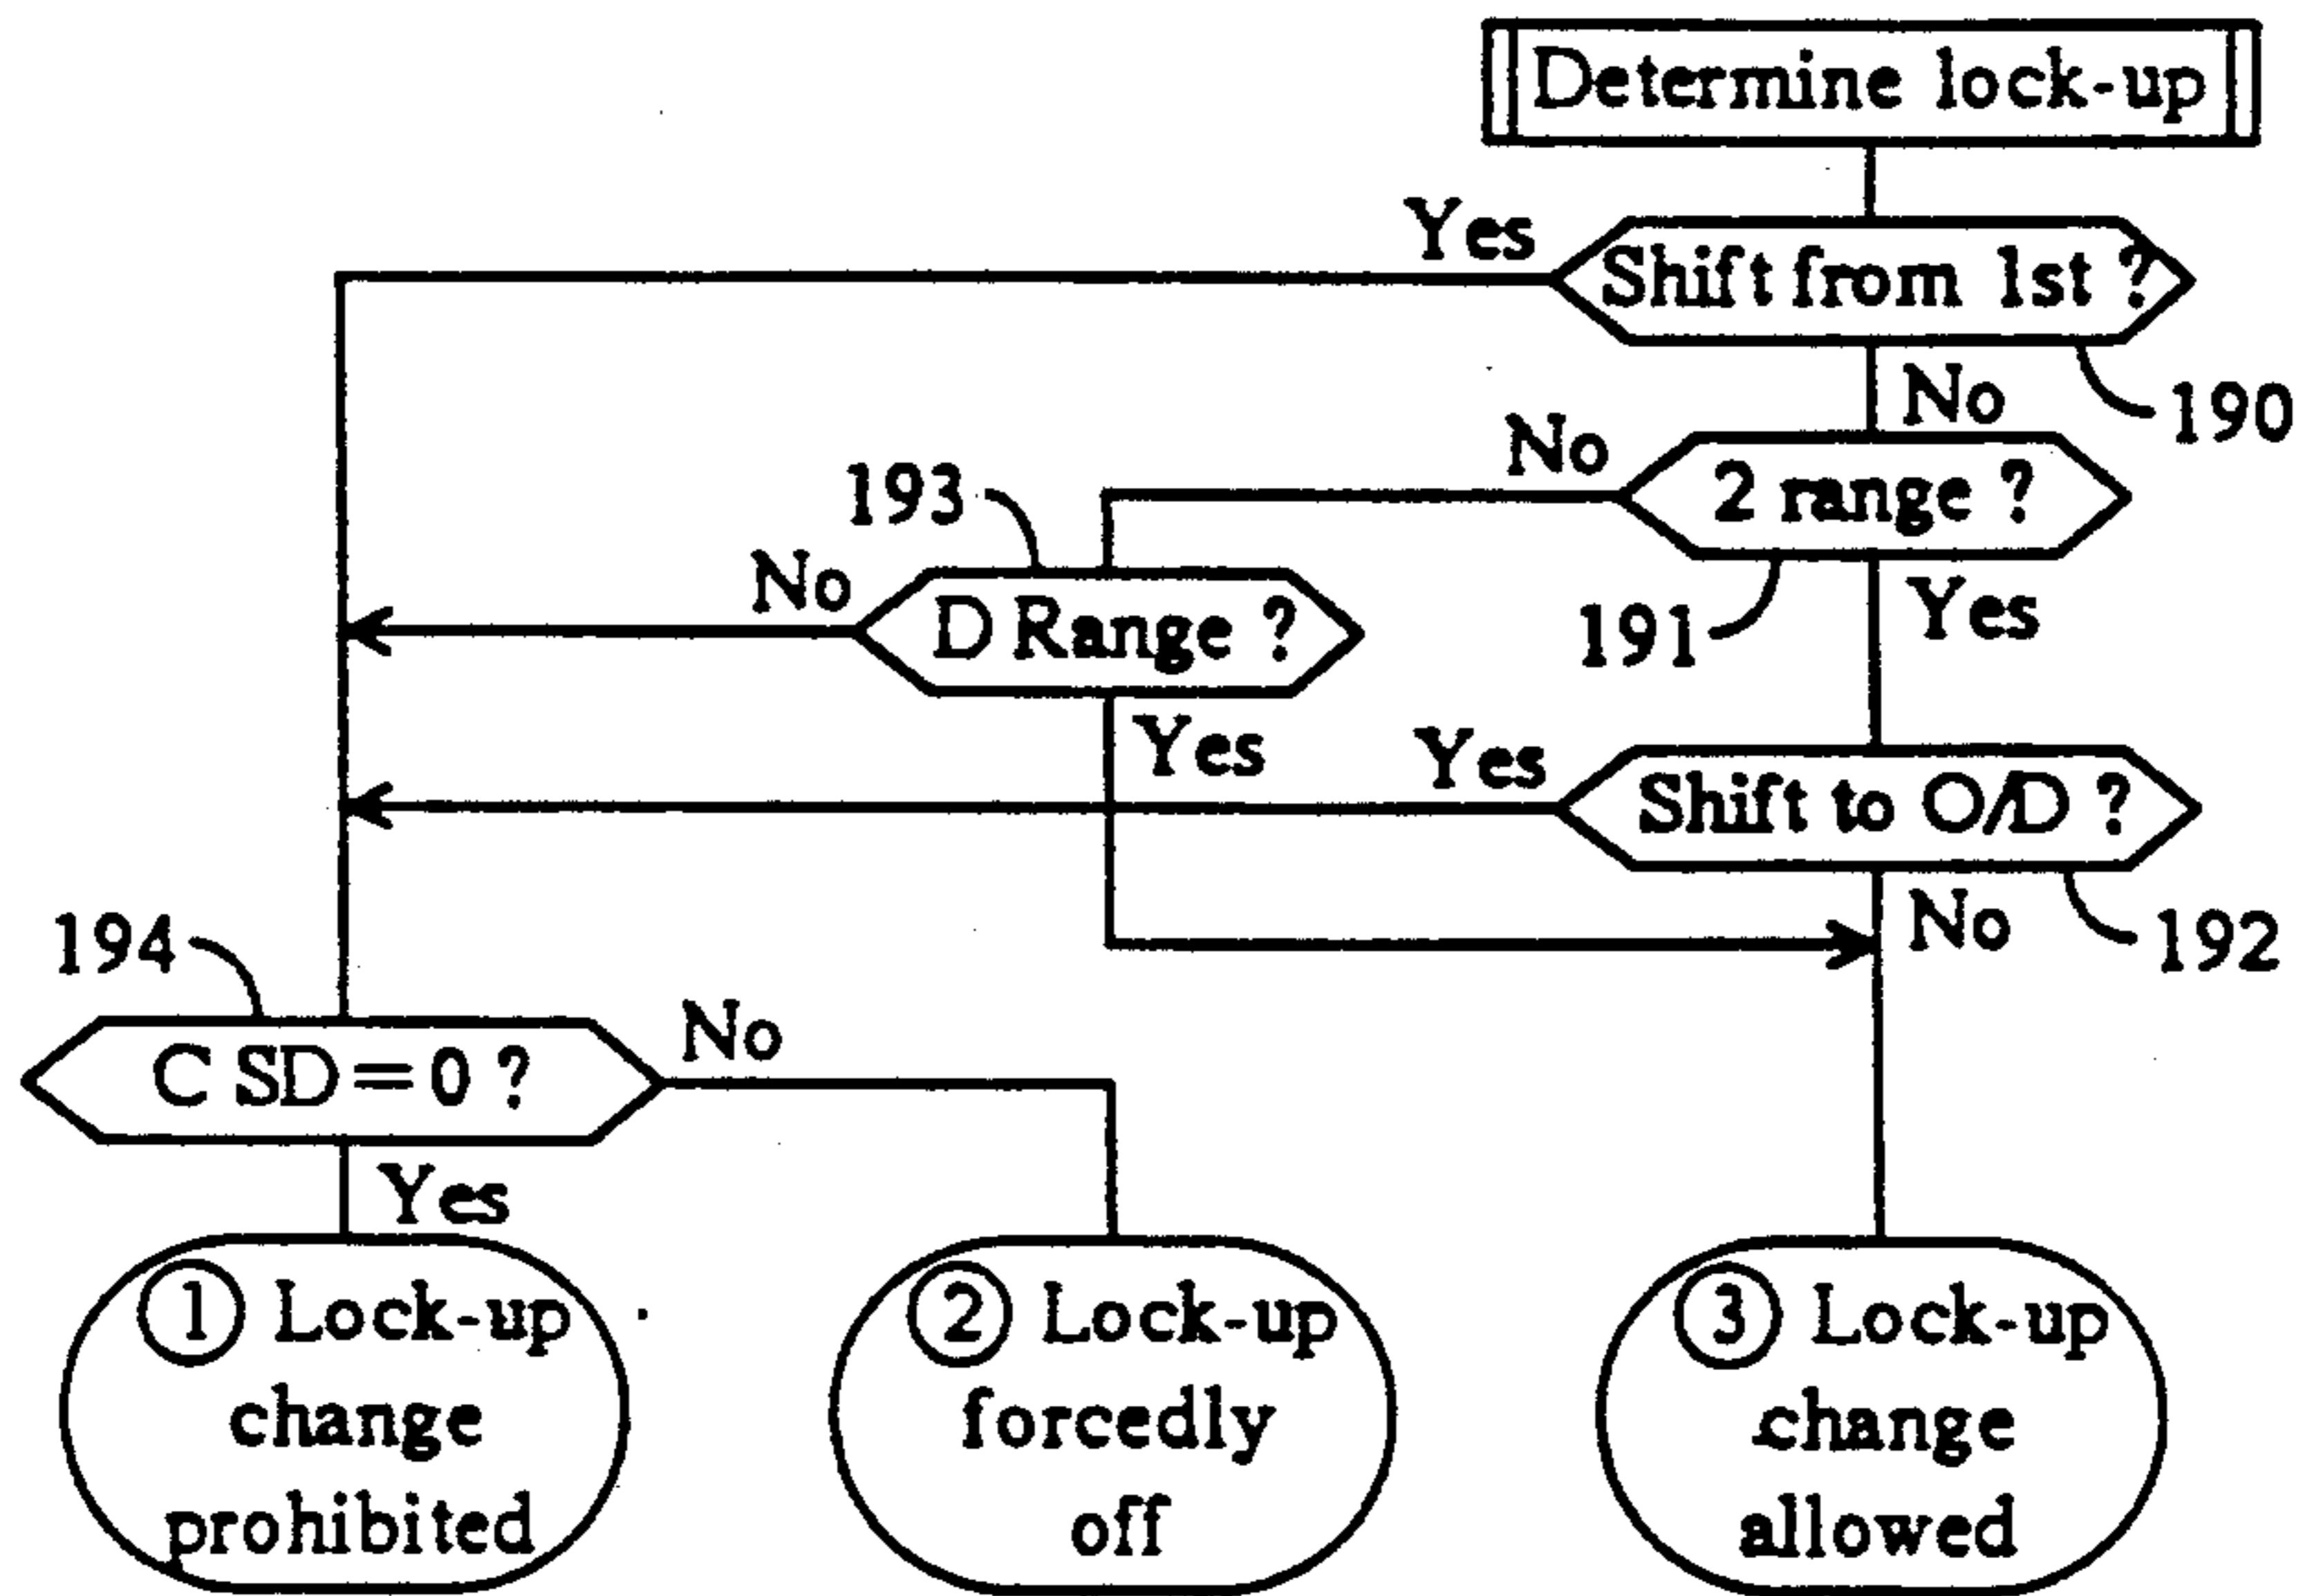 Determine lock-up
Yes
Shift from 1st ?
No
190
No
2 range ?
193
No
D Range ?
191
Yes
Yes
Yes
Shift to O/D ?
No
192
194
C SD=0 ?
No
Yes
① Lock-up
change
prohibited
② Lock-up
forcedly
off
③ Lock-up
change
allowed